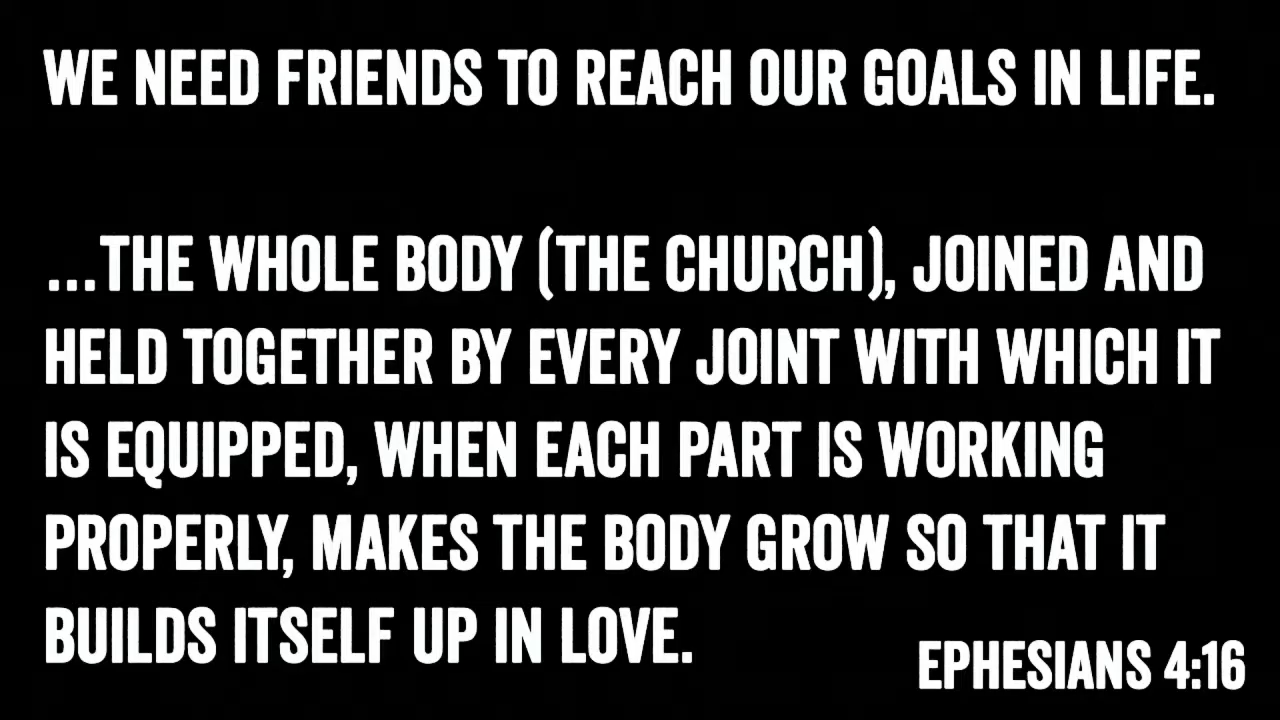 WE NEED FRIENDS TO REACH OUR GOALS IN LIFE.
...THE WHOLE BODY (THE CHURCH), JOINED AND
HELD TOGETHER BY EVERY JOINT WITH WHICH IT
IS EQUIPPED, WHEN EACH PART IS WORKING
PROPERLY, MAKES THE BODY GROW SO THAT IT
BUILDS ITSELF UP IN LOVE.
EPHESIANS 4:16